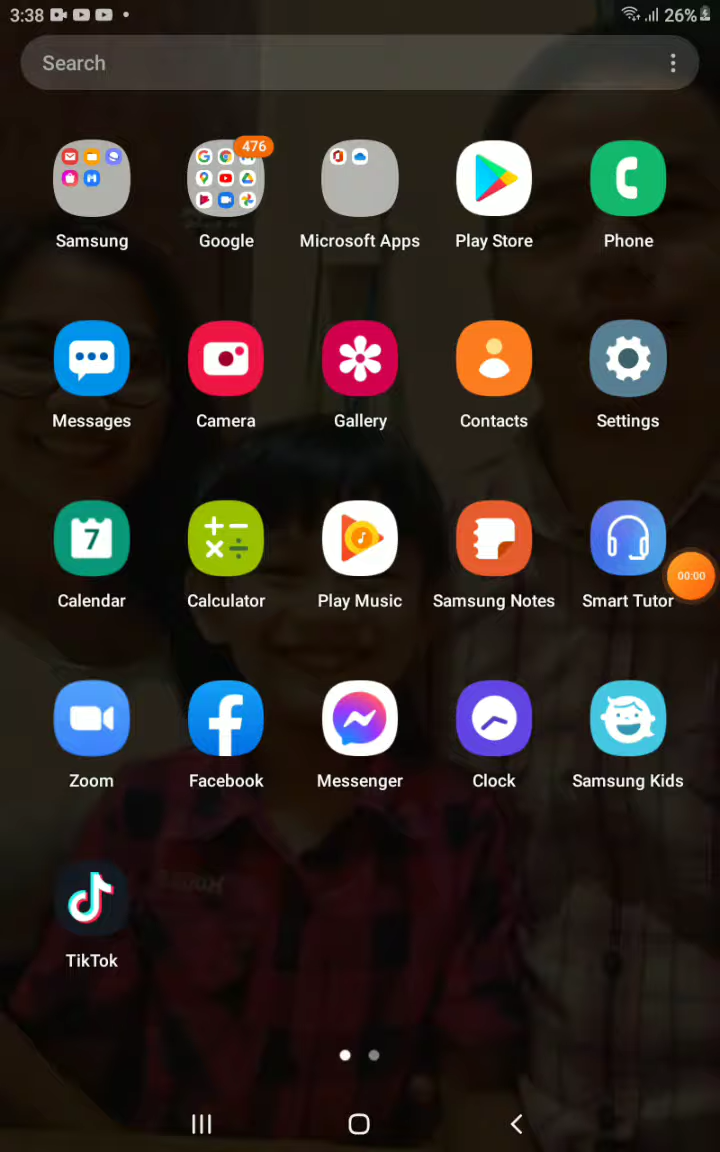 3:38 26%
Search
476
Samsung Google Microsoft Apps Play Store Phone
Messages Camera Gallery Contacts Settings
7
Calendar Calculator Play Music Samsung Notes Smart Tutor
00:00
Zoom Facebook Messenger Clock Samsung Kids
TikTok